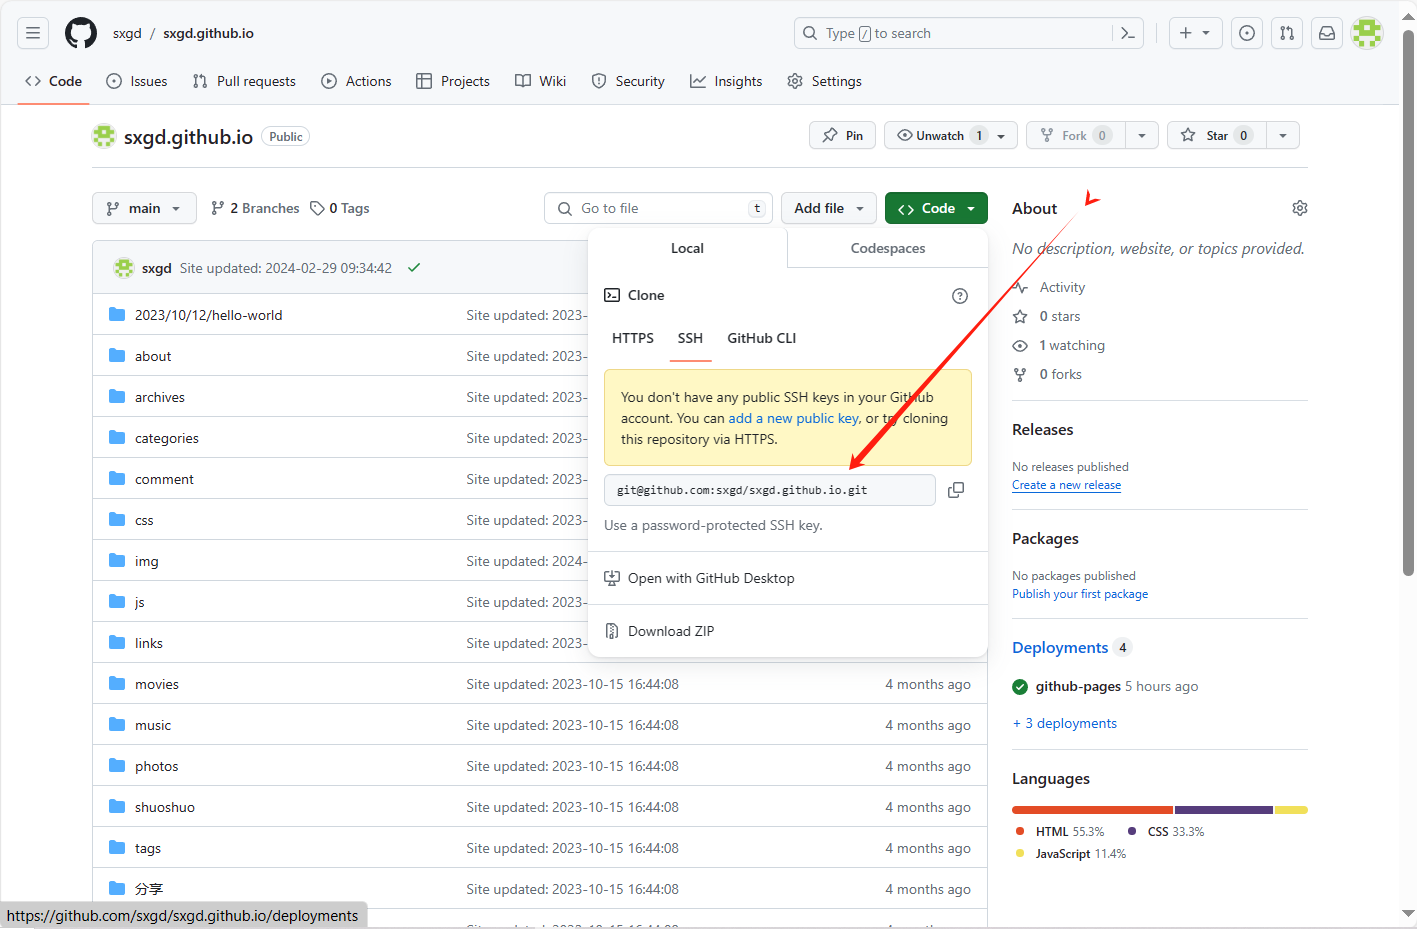 sxgd / sxgd.github.io
Type / to search
Code
Issues
Pull requests
Actions
Projects
Wiki
Security
Insights
Settings
sxgd.github.io Public
Pin
Unwatch 1
Fork 0
Star 0
main
2 Branches
0 Tags
Go to file t
Add file
Code
sxgd Site updated: 2024-02-29 09:34:42
2023/10/12/hello-world Site updated: 2023-
about Site updated: 2023-
archives Site updated: 2023-
categories Site updated: 2023-
comment Site updated: 2023-
css Site updated: 2023-
img Site updated: 2024-
js Site updated: 2023-
links Site updated: 2023-
movies Site updated: 2023-10-15 16:44:08 4 months ago
music Site updated: 2023-10-15 16:44:08 4 months ago
photos Site updated: 2023-10-15 16:44:08 4 months ago
shuoshuo Site updated: 2023-10-15 16:44:08 4 months ago
tags Site updated: 2023-10-15 16:44:08 4 months ago
分享 Site updated: 2023-10-15 16:44:08 4 months ago
Local
Codespaces
Clone
HTTPS
SSH
GitHub CLI
You don't have any public SSH keys in your GitHub
account. You can add a new public key, or try cloning
this repository via HTTPS.
git@github.com:sxgd/sxgd.github.io.git
Use a password-protected SSH key.
Open with GitHub Desktop
Download ZIP
About
No description, website, or topics provided.
Activity
0 stars
1 watching
0 forks
Releases
No releases published
Create a new release
Packages
No packages published
Publish your first package
Deployments 4
github-pages 5 hours ago
+ 3 deployments
Languages
HTML 55.3%
CSS 33.3%
JavaScript 11.4%
https://github.com/sxgd/sxgd.github.io/deployments